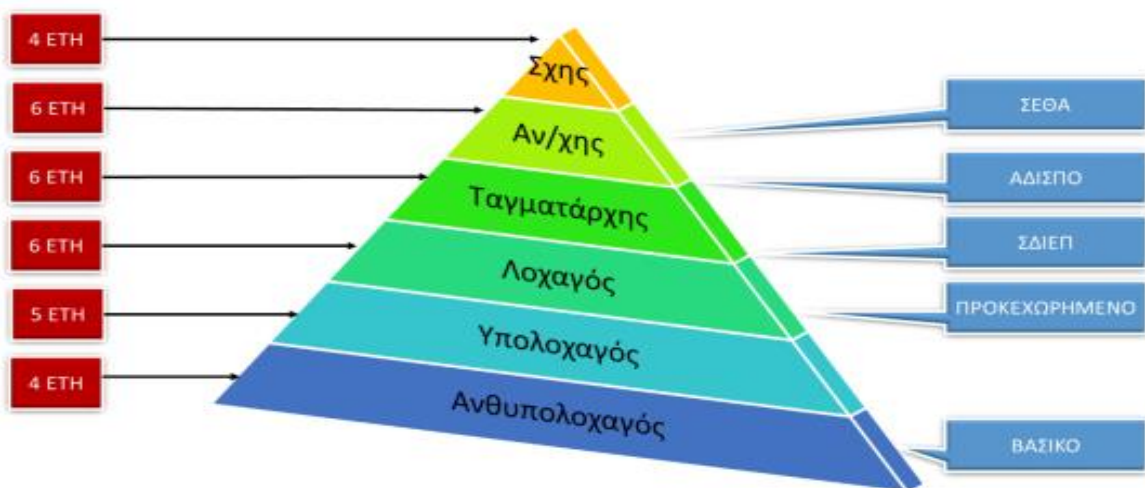 4 ΕΤΗ
6 ΕΤΗ
6 ΕΤΗ
6 ΕΤΗ
5 ΕΤΗ
4 ΕΤΗ
Σχης
Αν/χης
Ταγματάρχης
Λοχαγός
Υπολοχαγός
Ανθυπολοχαγός
ΣΕΘΑ
ΑΔΙΣΠΟ
ΣΔΙΕΠ
ΠΡΟΚΕΧΩΡΗΜΕΝΟ
ΒΑΣΙΚΟ